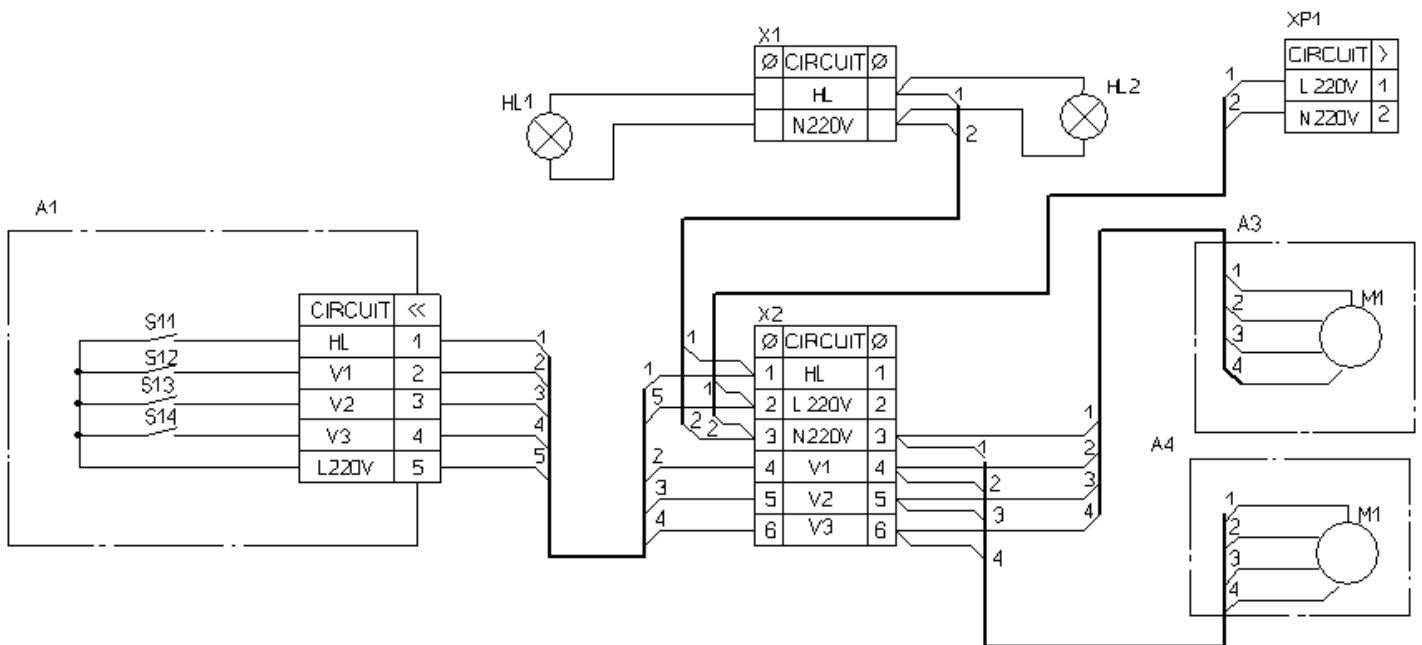 XP1
X1
CIRCUIT >
Ø CIRCUIT Ø
1
L 220V 1
HL1
HL
1
HL2
2
N220V 2
N220V
2
A1
A3
CIRCUIT <<
X2
1
M1
S11
HL 1
1
1
Ø CIRCUIT Ø
2
S12
V1 2
2
1
1 HL 1
3
S13
V2 3
3
5
1
2 L 220V 2
4
S14
V3 4
4
2
2
3 N220V 3
1
1
L220V 5
5
2
4 V1 4
2
2
A4
3
5 V2 5
3
3
1
M1
4
6 V3 6
4
4
2
3
4